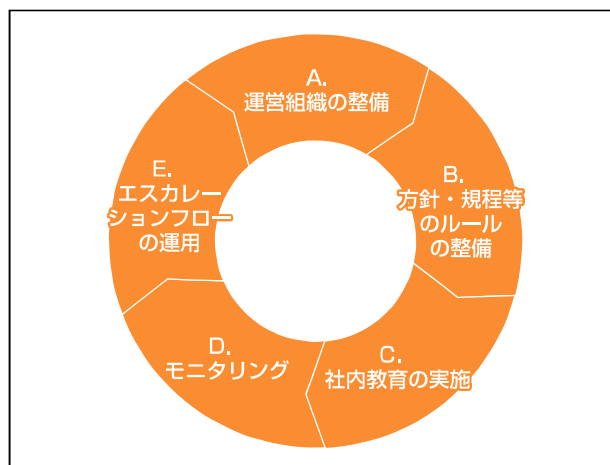 A.
運営組織の整備
B.
方針・規程等
のルール
の整備
C.
社内教育の実施
D.
モニタリング
E.
エスカレー
ションフロー
の運用